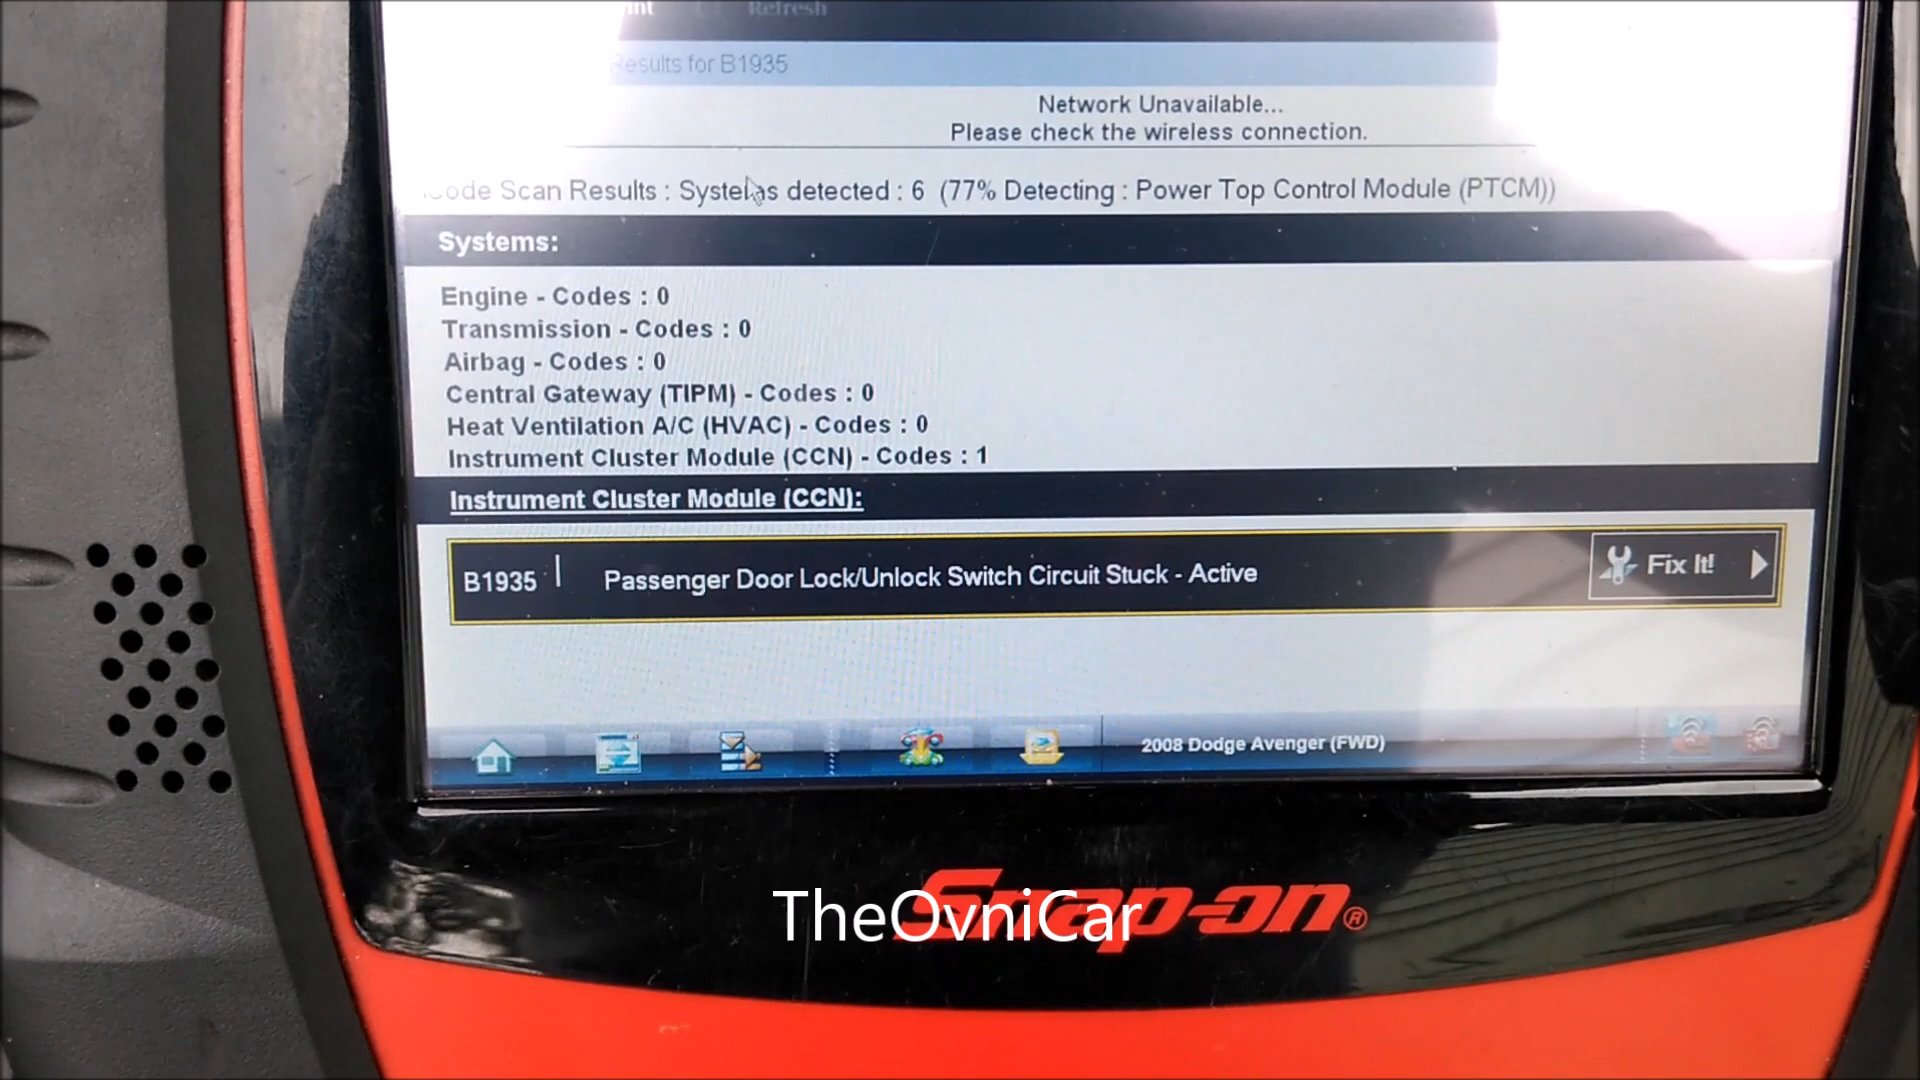 Refresh
Results for B1935
Network Unavailable...
Please check the wireless connection.
Code Scan Results : Systems detected : 6 (77% Detecting : Power Top Control Module (PTCM))
Systems:
Engine - Codes : 0
Transmission - Codes : 0
Airbag - Codes : 0
Central Gateway (TIPM) - Codes : 0
Heat Ventilation A/C (HVAC) - Codes : 0
Instrument Cluster Module (CCN) - Codes : 1
Instrument Cluster Module (CCN):
B1935 Passenger Door Lock/Unlock Switch Circuit Stuck - Active Fix It!
2008 Dodge Avenger (FWD)
Snap-on®
TheOvniCar